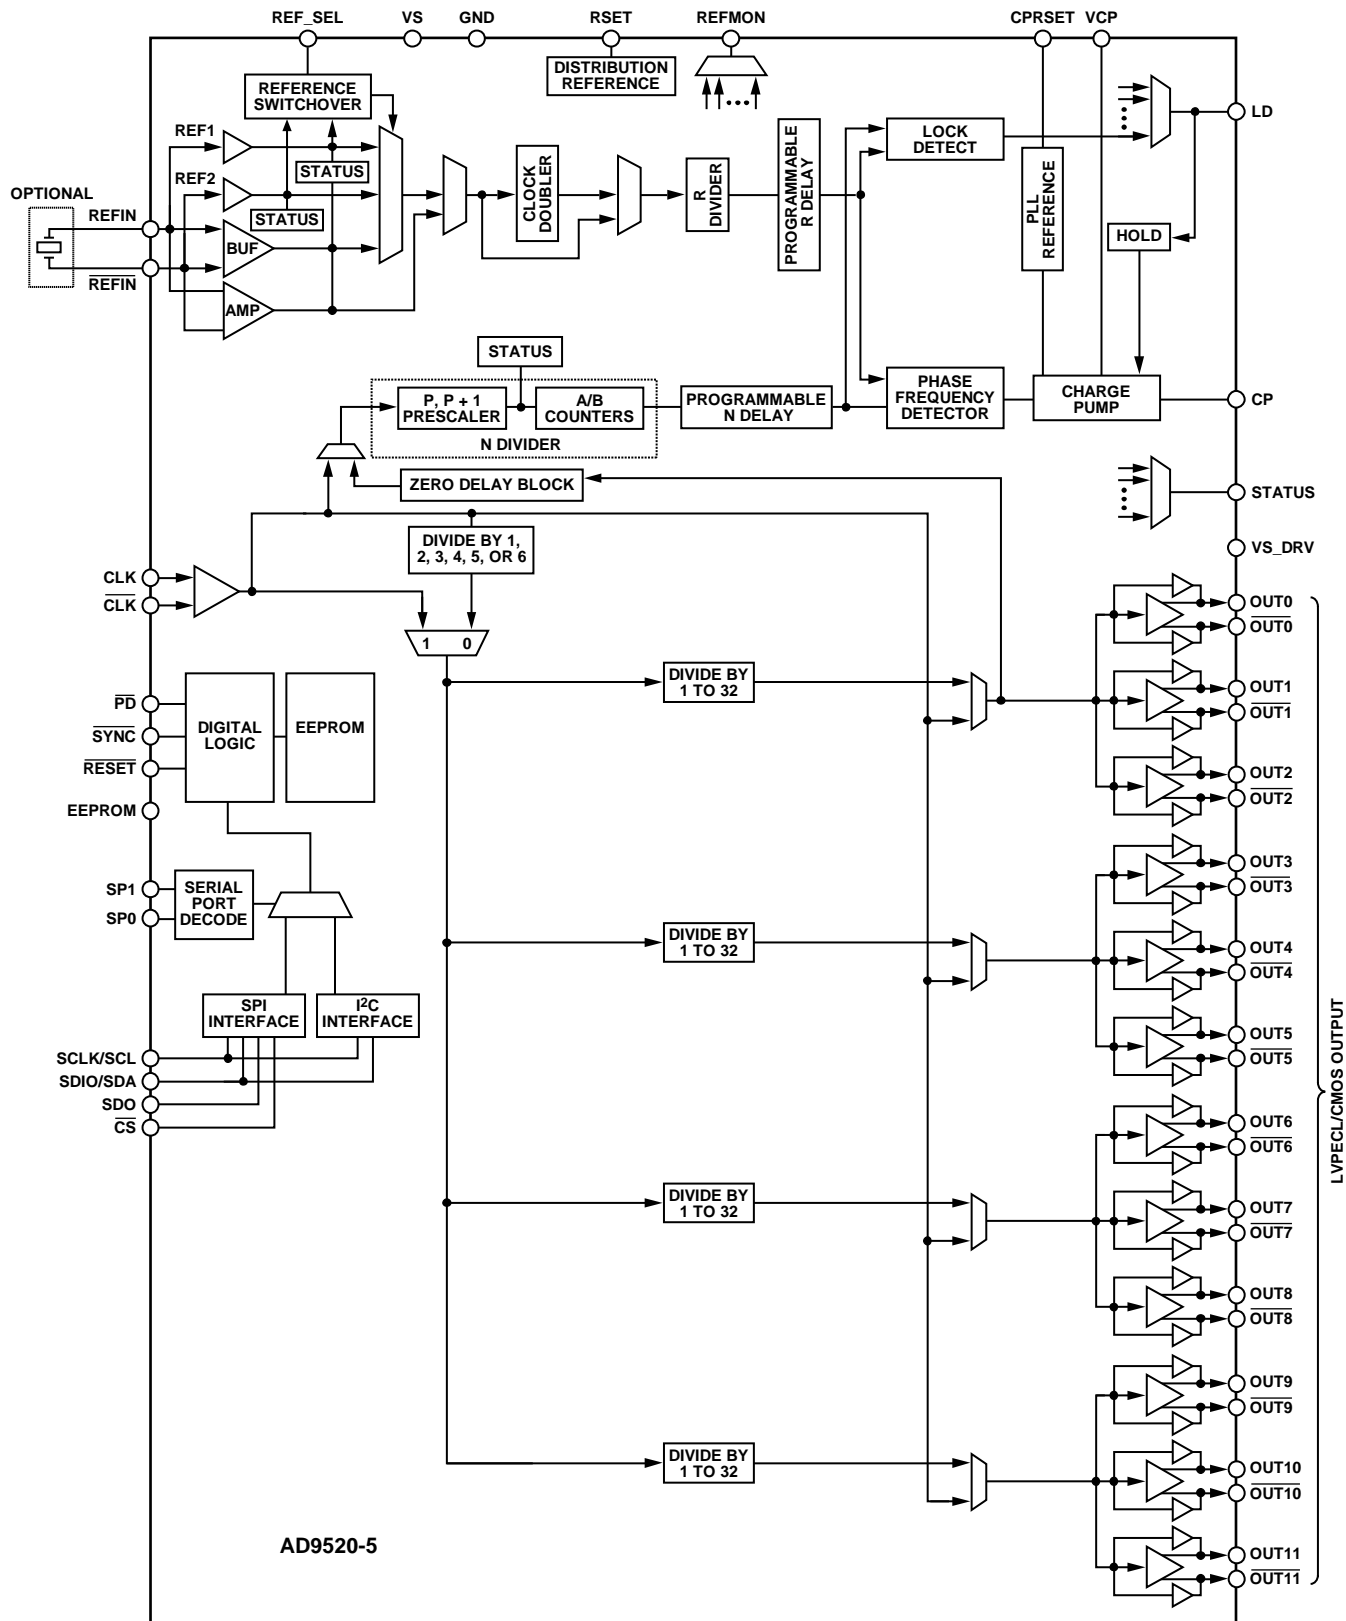 REF_SEL VS GND RSET REFMON CPRSET VCP
DISTRIBUTION
REFERENCE
REFERENCE
SWITCHOVER
LD
REF1
LOCK
DETECT
PROGRAMMABLE
R DELAY
STATUS
CLOCK
DOUBLER
R
DIVIDER
PLL
REFERENCE
REF2
OPTIONAL
STATUS
REFIN
HOLD
BUF
REFIN
AMP
STATUS
P, P + 1
PRESCALER
A/B
COUNTERS
N DIVIDER
PROGRAMMABLE
N DELAY
PHASE
FREQUENCY
DETECTOR
CHARGE
PUMP
CP
ZERO DELAY BLOCK
STATUS
DIVIDE BY 1,
2, 3, 4, 5, OR 6
VS_DRV
CLK
CLK
1 0
OUT0
OUT0
DIVIDE BY
1 TO 32
OUT1
OUT1
PD
SYNC
RESET
DIGITAL
LOGIC
EEPROM
OUT2
OUT2
EEPROM
OUT3
OUT3
SP1
SP0
SERIAL
PORT
DECODE
DIVIDE BY
1 TO 32
OUT4
OUT4
SPI
INTERFACE
I²C
INTERFACE
OUT5
OUT5
SCLK/SCL
SDIO/SDA
SDO
CS
OUT6
OUT6
LVPECL/CMOS OUTPUT
DIVIDE BY
1 TO 32
OUT7
OUT7
OUT8
OUT8
OUT9
OUT9
DIVIDE BY
1 TO 32
OUT10
OUT10
AD9520-5
OUT11
OUT11